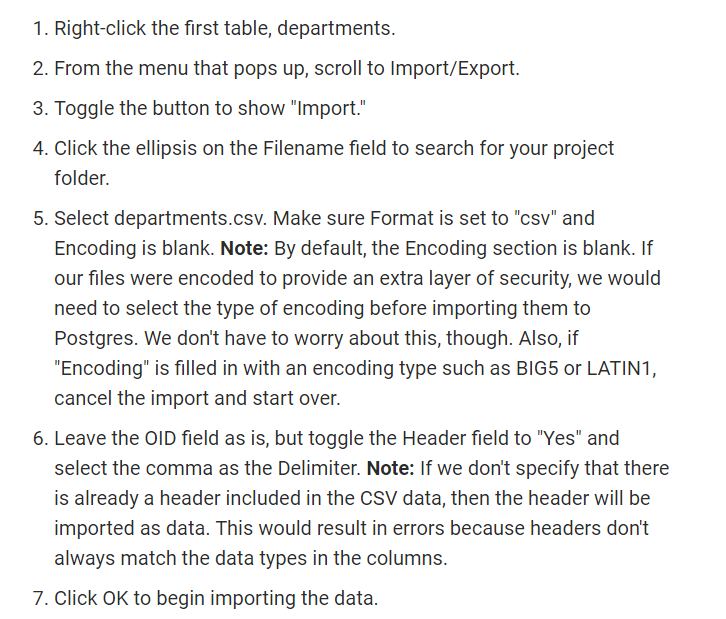 1. Right-click the first table, departments.
2. From the menu that pops up, scroll to Import/Export.
3. Toggle the button to show "Import."
4. Click the ellipsis on the Filename field to search for your project
folder.
5. Select departments.csv. Make sure Format is set to "csv" and
Encoding is blank. Note: By default, the Encoding section is blank. If
our files were encoded to provide an extra layer of security, we would
need to select the type of encoding before importing them to
Postgres. We don't have to worry about this, though. Also, if
"Encoding" is filled in with an encoding type such as BIG5 or LATIN1,
cancel the import and start over.
6. Leave the OID field as is, but toggle the Header field to "Yes" and
select the comma as the Delimiter. Note: If we don't specify that there
is already a header included in the CSV data, then the header will be
imported as data. This would result in errors because headers don't
always match the data types in the columns.
7. Click OK to begin importing the data.